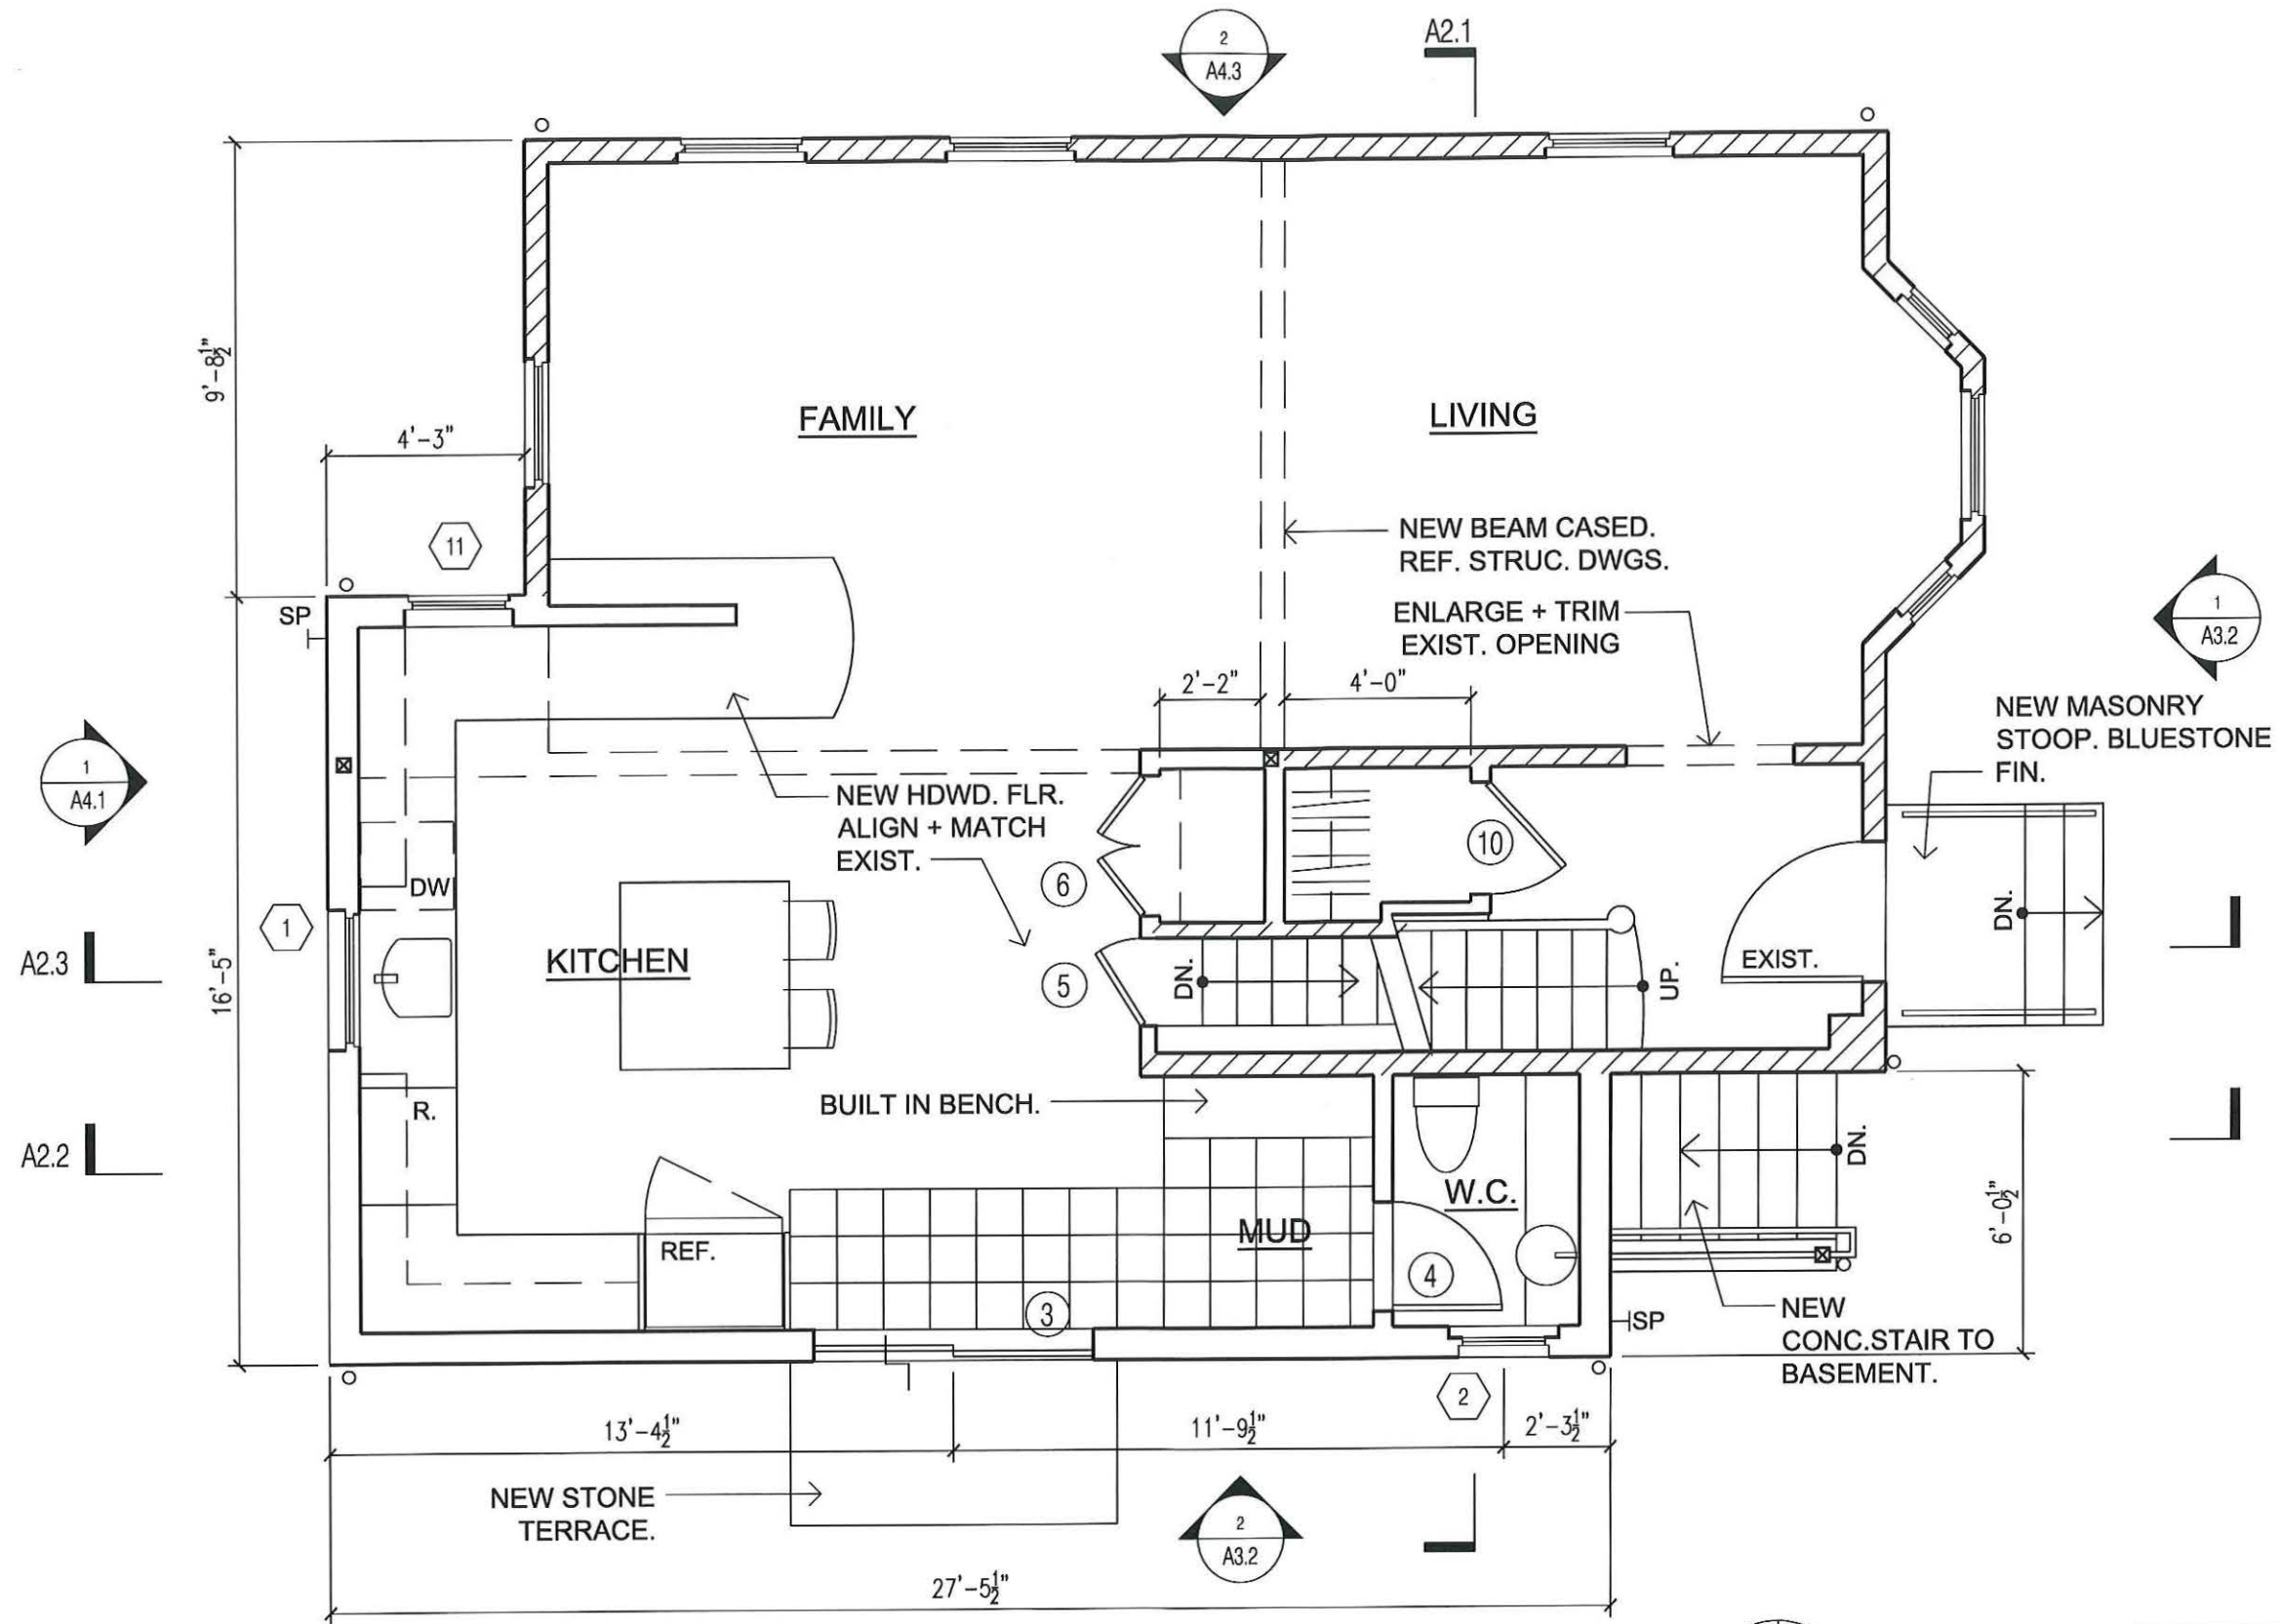 2
A4.3
A2.1
9'-8½"
4'-3"
FAMILY
LIVING
11
NEW BEAM CASED.
REF. STRUC. DWGS.
ENLARGE + TRIM
EXIST. OPENING
SP
1
A3.2
2'-2"
4'-0"
NEW MASONRY
STOOP. BLUESTONE
FIN.
1
A4.1
NEW HDWD. FLR.
ALIGN + MATCH
EXIST.
10
6
DW
1
A2.3
KITCHEN
5
DN.
UP.
EXIST.
DN.
16'-5"
R.
BUILT IN BENCH.
A2.2
DN.
W.C.
6'-0½"
MUD
REF.
4
3
SP
NEW
CONC.STAIR TO
BASEMENT.
2
13'-4½"
11'-9½"
2'-3½"
NEW STONE
TERRACE.
2
A3.2
27'-5½"